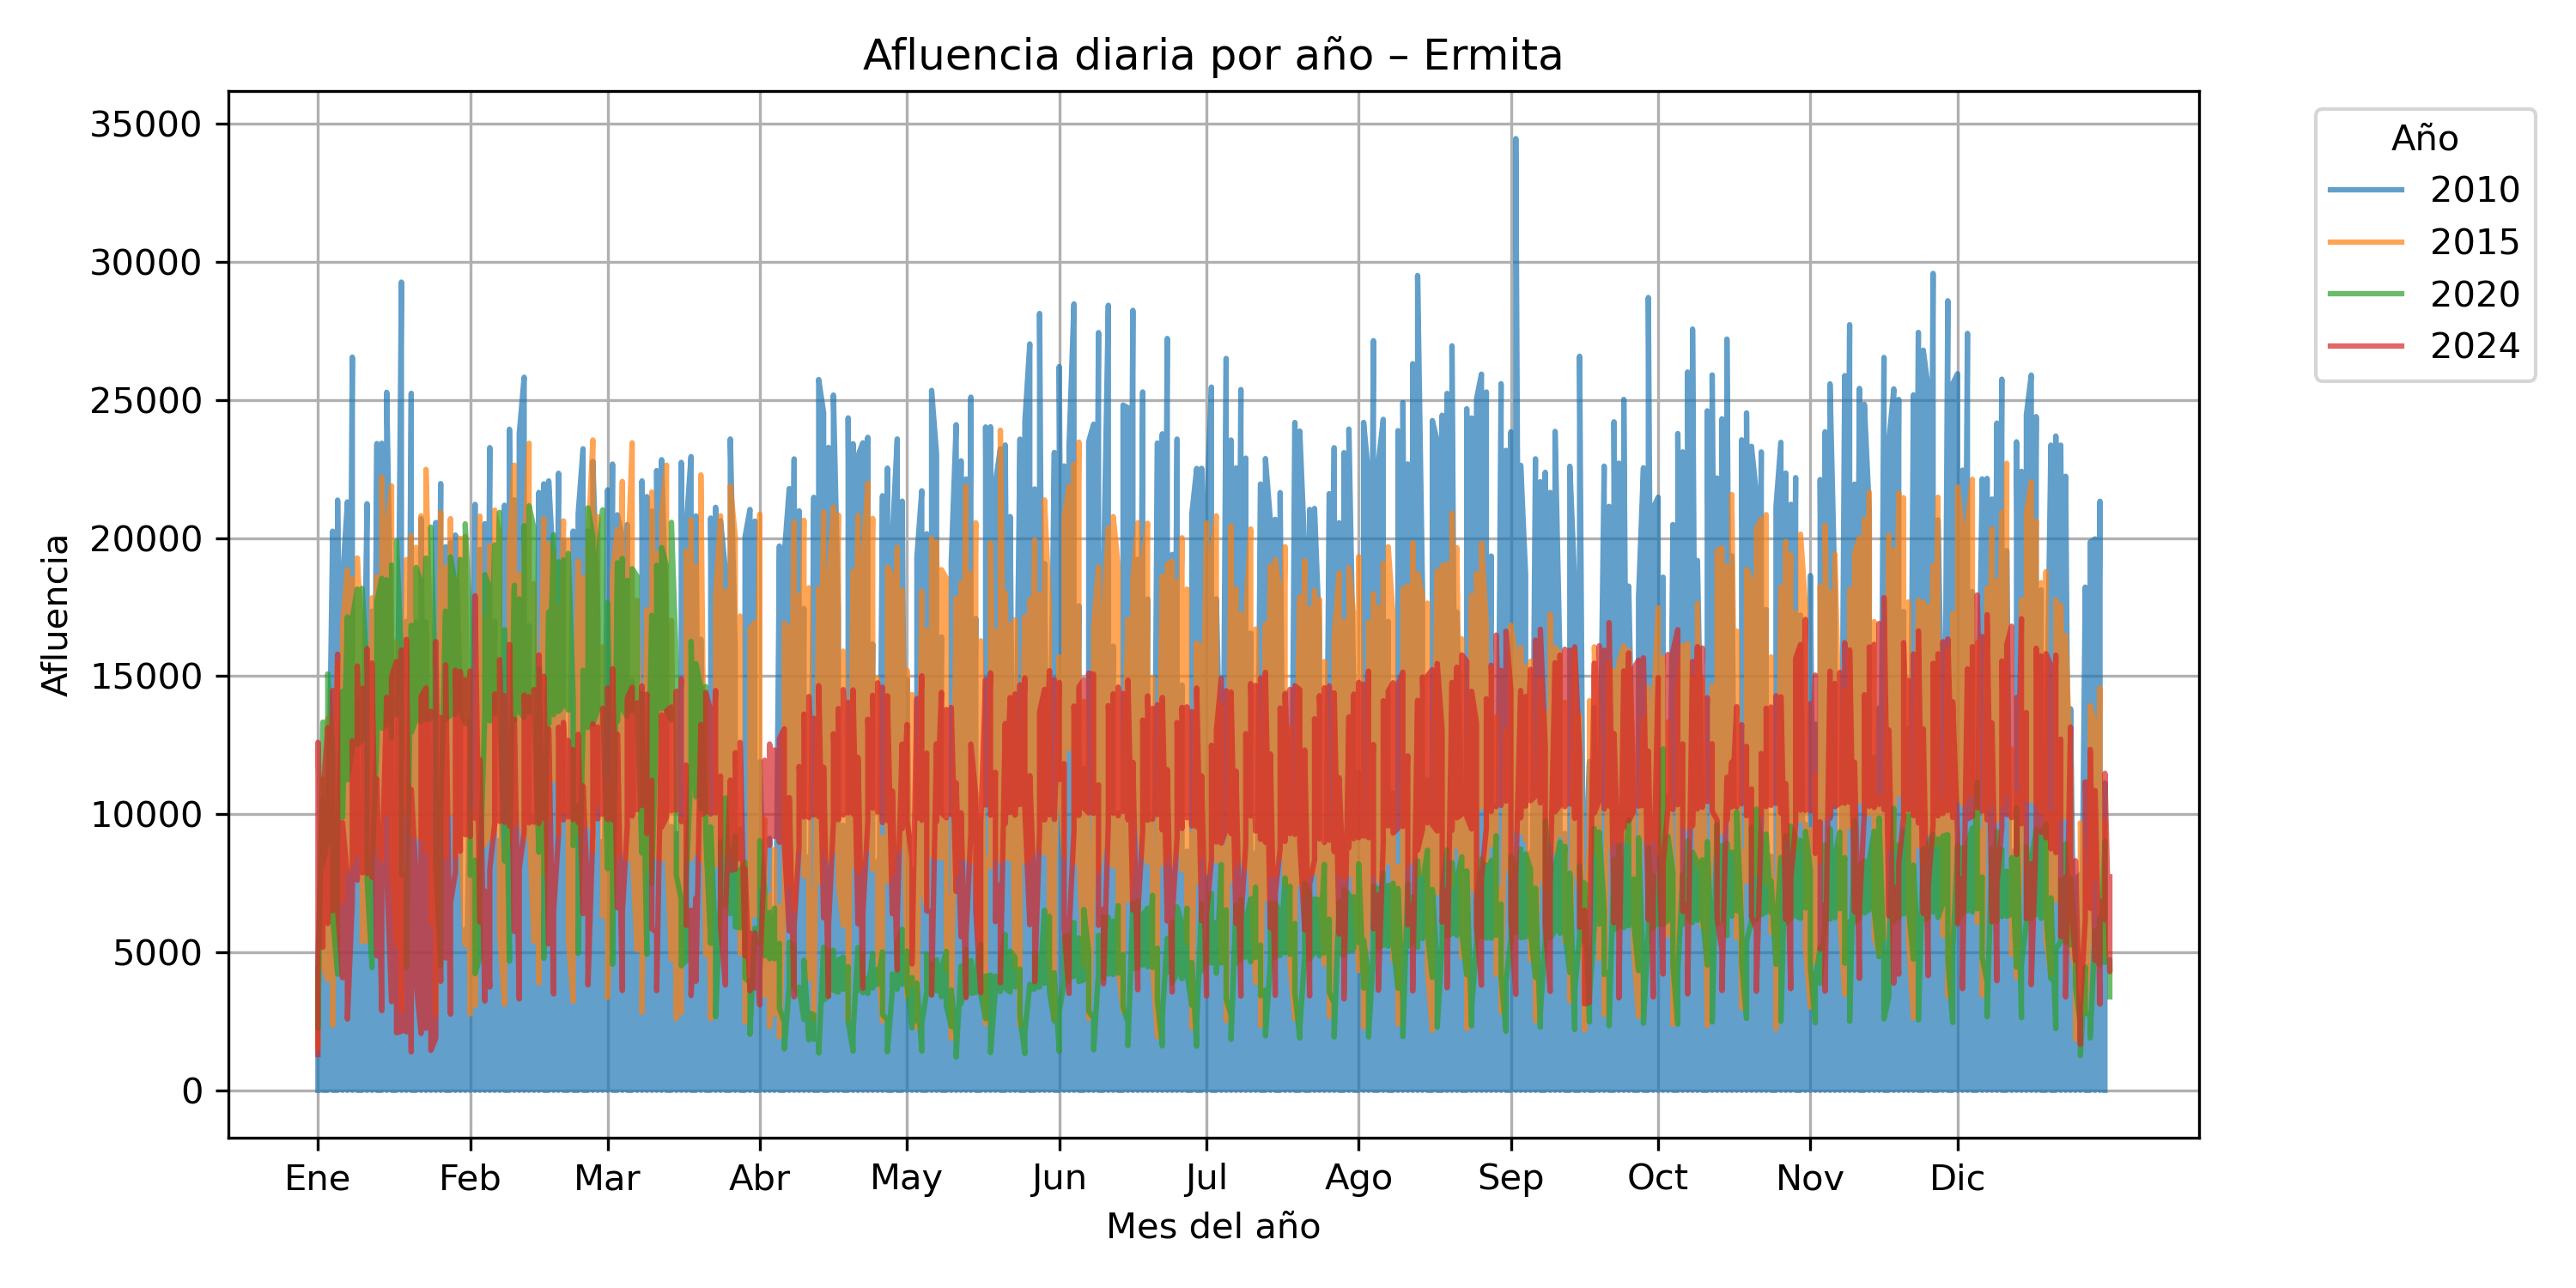 Afluencia diaria por año – Ermita
Afluencia
35000
30000
25000
20000
15000
10000
5000
0
Ene Feb Mar Abr May Jun Jul Ago Sep Oct Nov Dic
Mes del año
Año
2010
2015
2020
2024